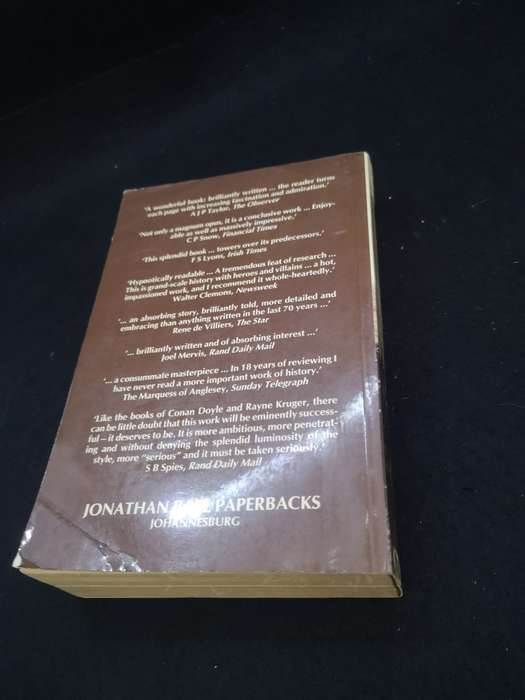 'A wonderful book: brilliantly written ... the reader turns
each page with increasing fascination and admiration.'
A J P Taylor, The Observer
'Not only a magnum opus, it is a conclusive work ... Enjoy-
able as well as massively impressive.'
C P Snow, Financial Times
'This splendid book ... towers over its predecessors.'
F S Lyons, Irish Times
'Hypnotically readable ... A tremendous feat of research ...
This is grand-scale history with heroes and villains ... a hot,
impassioned work, and I recommend it whole-heartedly.'
Walter Clemons, Newsweek
'... an absorbing story, brilliantly told, more detailed and
embracing than anything written in the last 70 years ...'
Rene de Villiers, The Star
'... brilliantly written and of absorbing interest ...'
Joel Mervis, Rand Daily Mail
'... a consummate masterpiece ... In 18 years of reviewing I
have never read a more important work of history.'
The Marquess of Anglesey, Sunday Telegraph
'Like the books of Conan Doyle and Rayne Kruger, there
can be little doubt that this work will be eminently success-
ful – it deserves to be. It is more ambitious, more penetrat-
ing and without denying the splendid luminosity of the
style, more "serious" and it must be taken seriously.'
S B Spies, Rand Daily Mail
JONATHAN PAPERBACKS
JOHANNESBURG